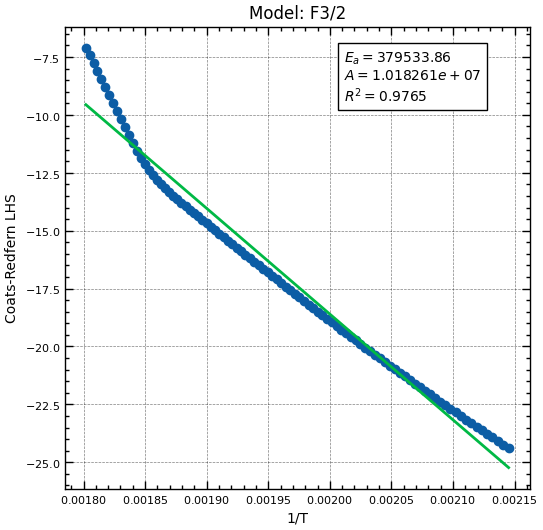 Model: F3/2
E_a = 379533.86
A = 1.018261e + 07
R² = 0.9765
Coats-Redfern LHS
−7.5
−10.0
−12.5
−15.0
−17.5
−20.0
−22.5
−25.0
0.00180 0.00185 0.00190 0.00195 0.00200 0.00205 0.00210 0.00215
1/T